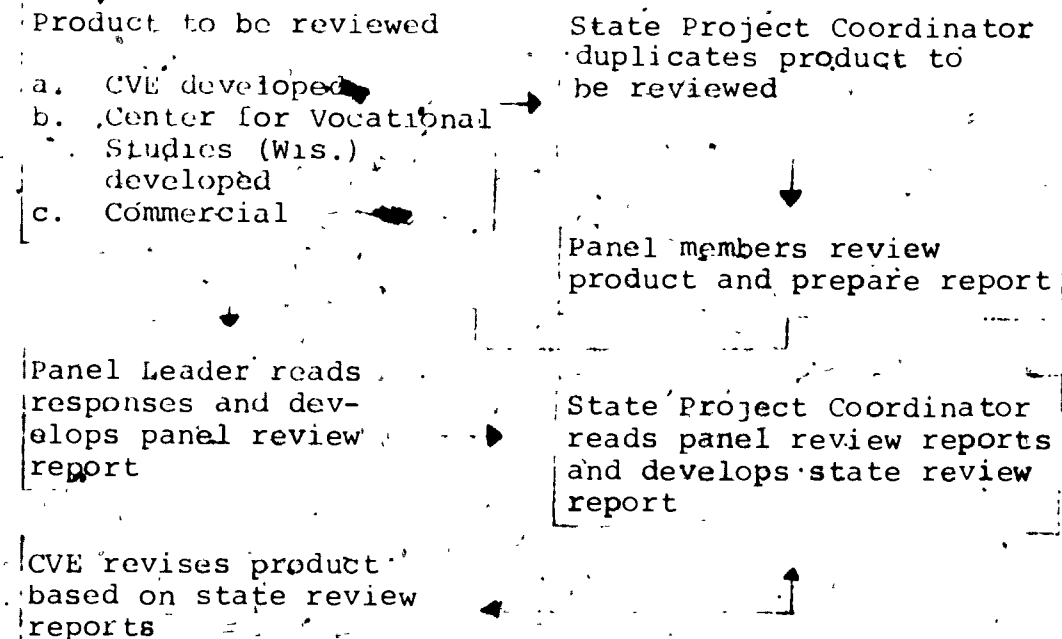 Product to be reviewed
a. CVE developed
b. Center for Vocational
Studies (Wis.)
developed
c. Commercial
State Project Coordinator
duplicates product to
be reviewed
Panel members review
product and prepare report
Panel Leader reads
responses and dev-
elops panel review
report
State Project Coordinator
reads panel review reports
and develops state review
report
CVE revises product
based on state review
reports